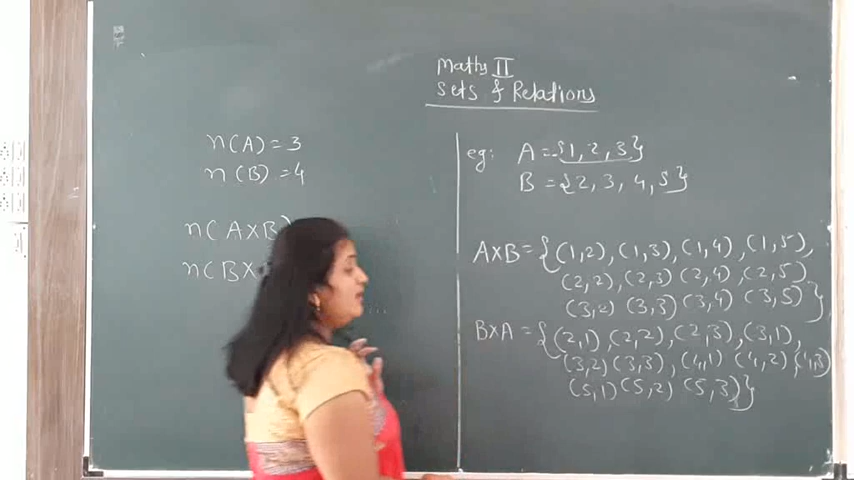 Maths II
Sets & Relations
n(A) = 3
n(B) = 4
n(A×B)
n(B×
eg: A = {1, 2, 3}
B = {2, 3, 4, 5}
A×B = {(1,2), (1,3), (1,4), (1,5),
(2,2), (2,3) (2,4), (2,5)
(3,2) (3,3) (3,4) (3,5)},
B×A = {(2,1), (2,2), (2,3), (3,1),
(3,2) (3,3), (4,1) (4,2) (4,3)
(5,1) (5,2) (5,3)}